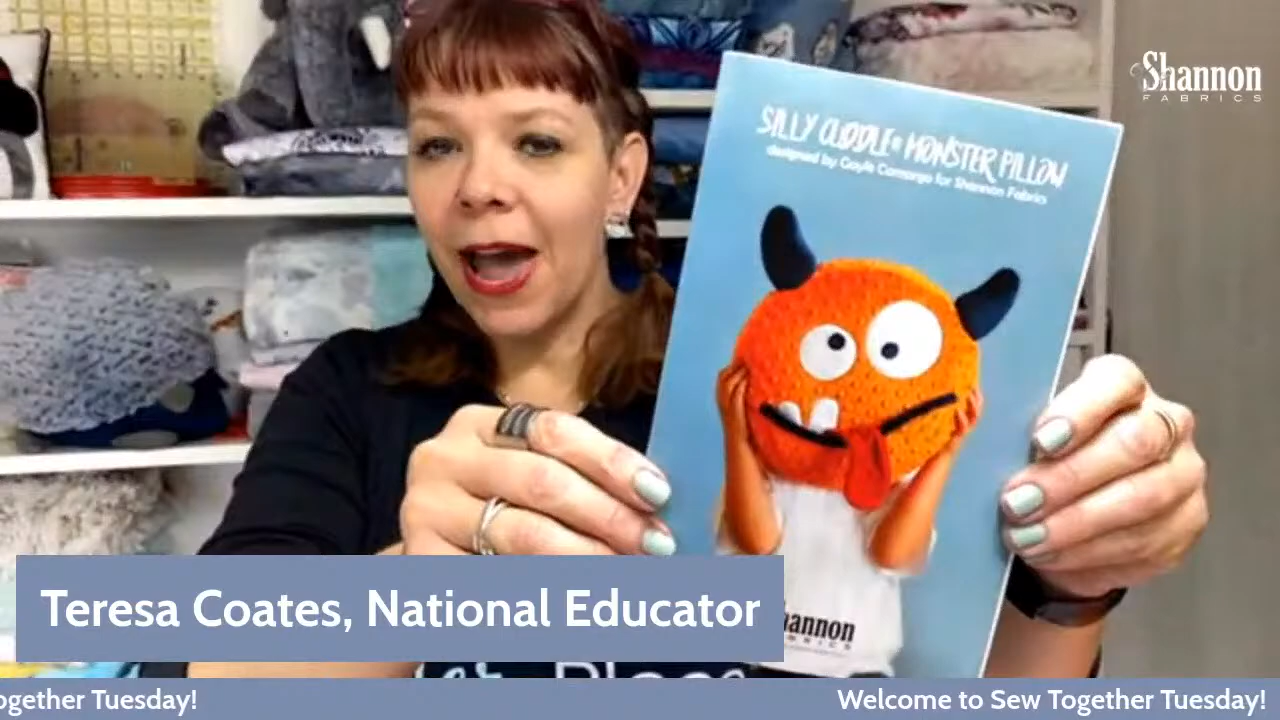 Shannon
FABRICS
SILLY CUDDLE® MONSTER PILLOW
designed by Gayle Camargo for Shannon Fabrics
hannon
Teresa Coates, National Educator
ogether Tuesday!
Welcome to Sew Together Tuesday!